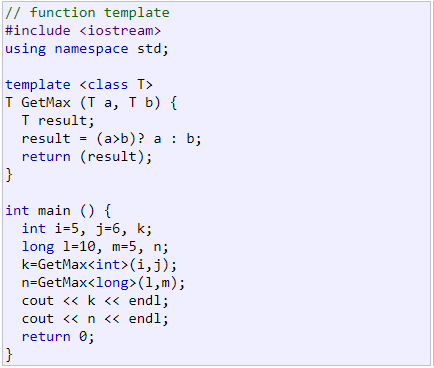 // function template
#include <iostream>
using namespace std;

template <class T>
T GetMax (T a, T b) {
  T result;
  result = (a>b)? a : b;
  return (result);
}

int main () {
  int i=5, j=6, k;
  long l=10, m=5, n;
  k=GetMax<int>(i,j);
  n=GetMax<long>(l,m);
  cout << k << endl;
  cout << n << endl;
  return 0;
}